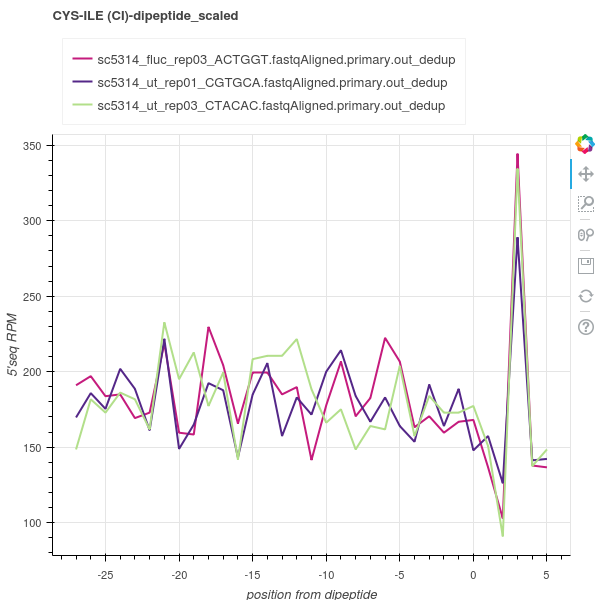 CYS-ILE (CI)-dipeptide_scaled
sc5314_fluc_rep03_ACTGGT.fastqAligned.primary.out_dedup
sc5314_ut_rep01_CGTGCA.fastqAligned.primary.out_dedup
sc5314_ut_rep03_CTACAC.fastqAligned.primary.out_dedup
350
300
250
200
150
100
5'seq RPM
-25 -20 -15 -10 -5 0 5
position from dipeptide